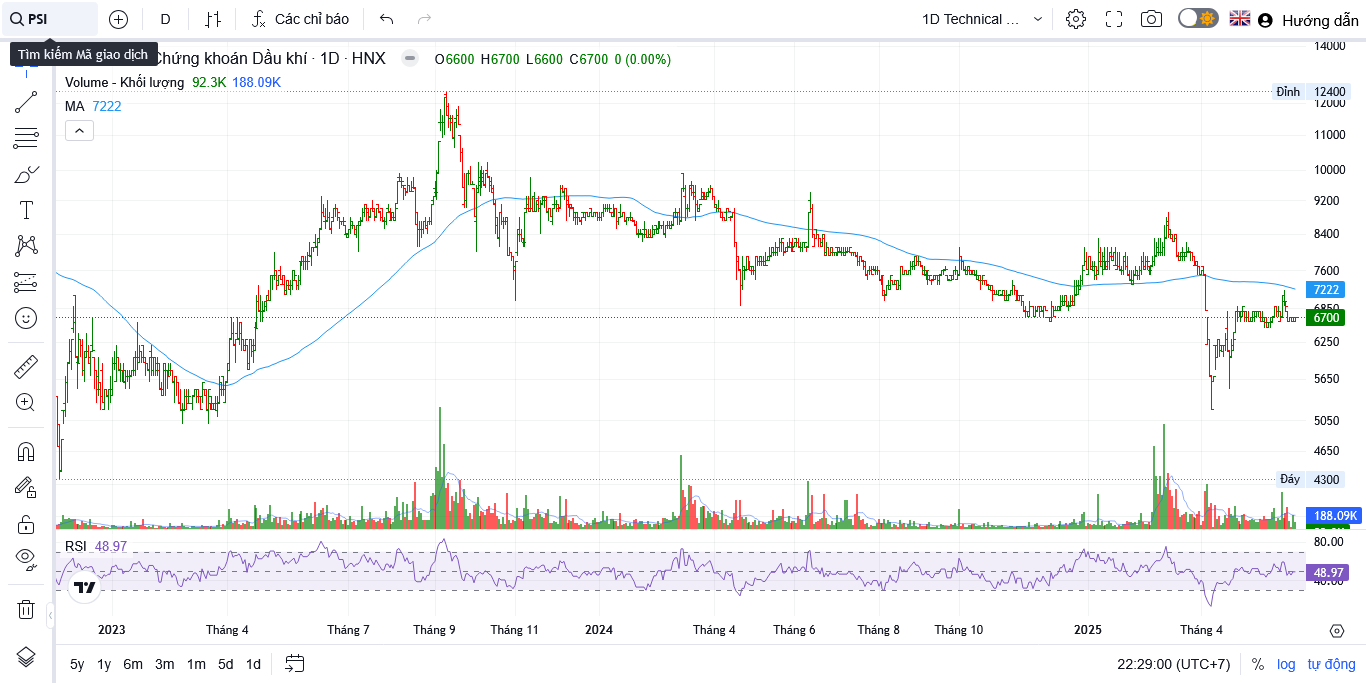 PSI
D
Các chỉ báo
1D Technical ...
Hướng dẫn
Tìm kiếm Mã giao dịch
Chứng khoán Dầu khí · 1D · HNX
O6600 H6700 L6600 C6700 0 (0.00%)
Volume - Khối lượng 92.3K 188.09K
MA 7222
14000
Đỉnh 12400
12000
11000
10000
9200
8400
7600
7222
6850
6700
6250
5650
5050
4650
Đáy 4300
188.09K
RSI 48.97
80.00
48.97
40.00
2023 Tháng 4 Tháng 7 Tháng 9 Tháng 11 2024 Tháng 4 Tháng 6 Tháng 8 Tháng 10 2025 Tháng 4
5y 1y 6m 3m 1m 5d 1d
22:29:00 (UTC+7) % log tự động